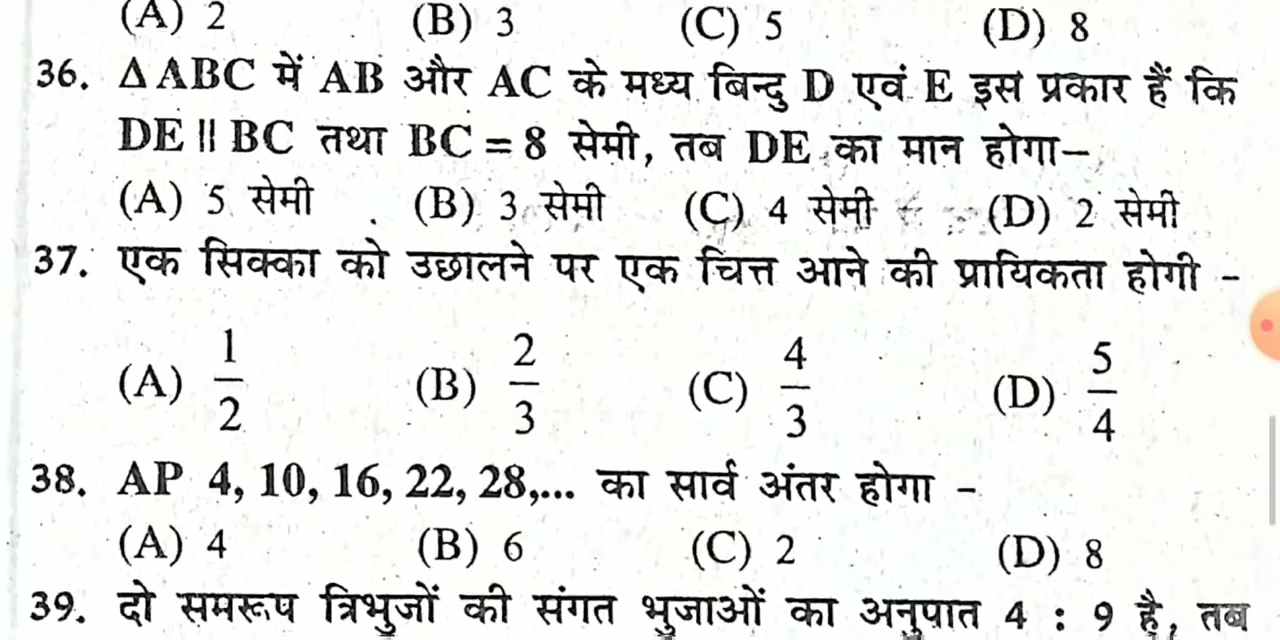 (A) 2 (B) 3 (C) 5 (D) 8
36. Δ ABC में AB और AC के मध्य बिन्दु D एवं E इस प्रकार हैं कि
DE || BC तथा BC = 8 सेमी, तब DE का मान होगा–
(A) 5 सेमी (B) 3 सेमी (C) 4 सेमी (D) 2 सेमी
37. एक सिक्का को उछालने पर एक चित्त आने की प्रायिकता होगी -
(A) 1/2 (B) 2/3 (C) 4/3 (D) 5/4
38. AP 4, 10, 16, 22, 28,... का सार्व अंतर होगा -
(A) 4 (B) 6 (C) 2 (D) 8
39. दो समरूप त्रिभुजों की संगत भुजाओं का अनुपात 4 : 9 है, तब